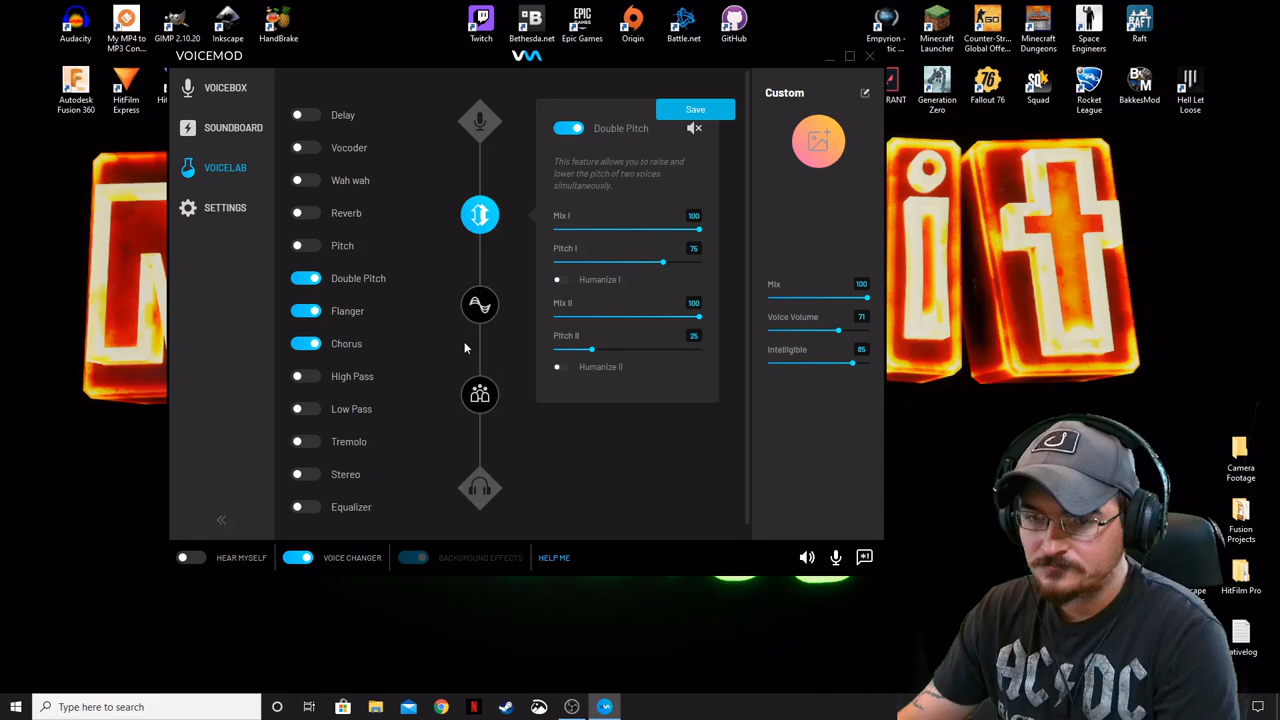 Audacity
My MP4 to
MP3 Con...
Inkscape
GIMP 2.10.20
HandBrake
Twitch
Bethesda.net
Epic Games
Origin
Battle.net
GitHub
Empyrion -
Minecraft
Launcher
Counter-Str...
Global Offe...
Minecraft
Dungeons
Space
Engineers
Raft
Autodesk
Fusion 360
HitFilm
Express
RANT
Generation
Zero
Fallout 76
Squad
Rocket
League
BakkesMod
Hell Let
Loose
VOICEMOD
VOICEBOX
SOUNDBOARD
VOICELAB
SETTINGS
Delay
Vocoder
Wah wah
Reverb
Pitch
Double Pitch
Flanger
Chorus
High Pass
Low Pass
Tremolo
Stereo
Equalizer
Save
Double Pitch
This feature allows you to raise and
lower the pitch of two voices
simultaneously.
Mix I 100
Pitch I 75
Humanize I
Mix II 100
Pitch II 25
Humanize II
Custom
Mix 100
Voice Volume 71
Intelligible 85
HEAR MYSELF
VOICE CHANGER
BACKGROUND EFFECTS
HELP ME
it
Camera
Footage
Fusion
Projects
HitFilm Pro
AC DC
Type here to search